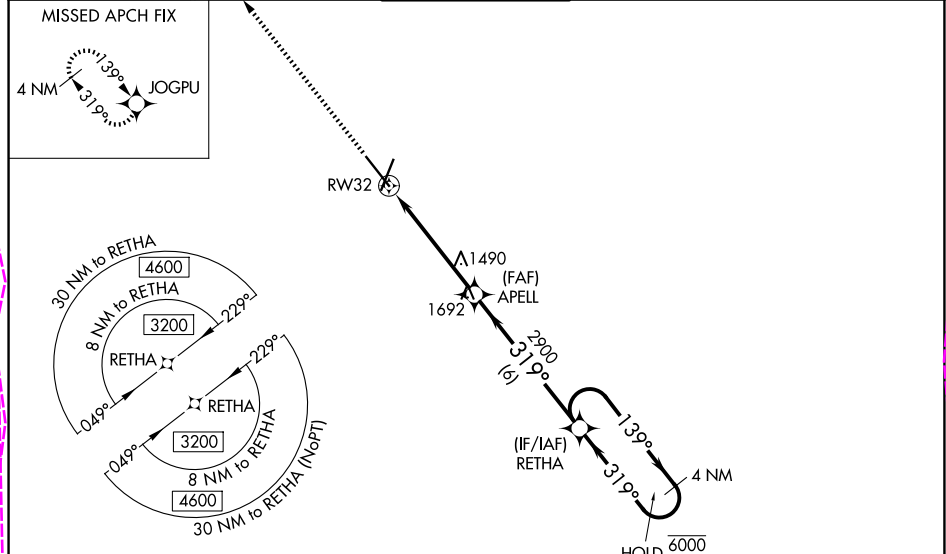 MISSED APCH FIX
4 NM
139°
319°
JOGPU
RW32
1490
(FAF)
APELL
1692
2900
319°
(6)
(IF/IAF)
RETHA
139°
319°
4 NM
HOLD 6000
30 NM to RETHA
4600
8 NM to RETHA
3200
229°
RETHA
049°
229°
RETHA
049°
3200
8 NM to RETHA
4600
30 NM to RETHA (NoPT)